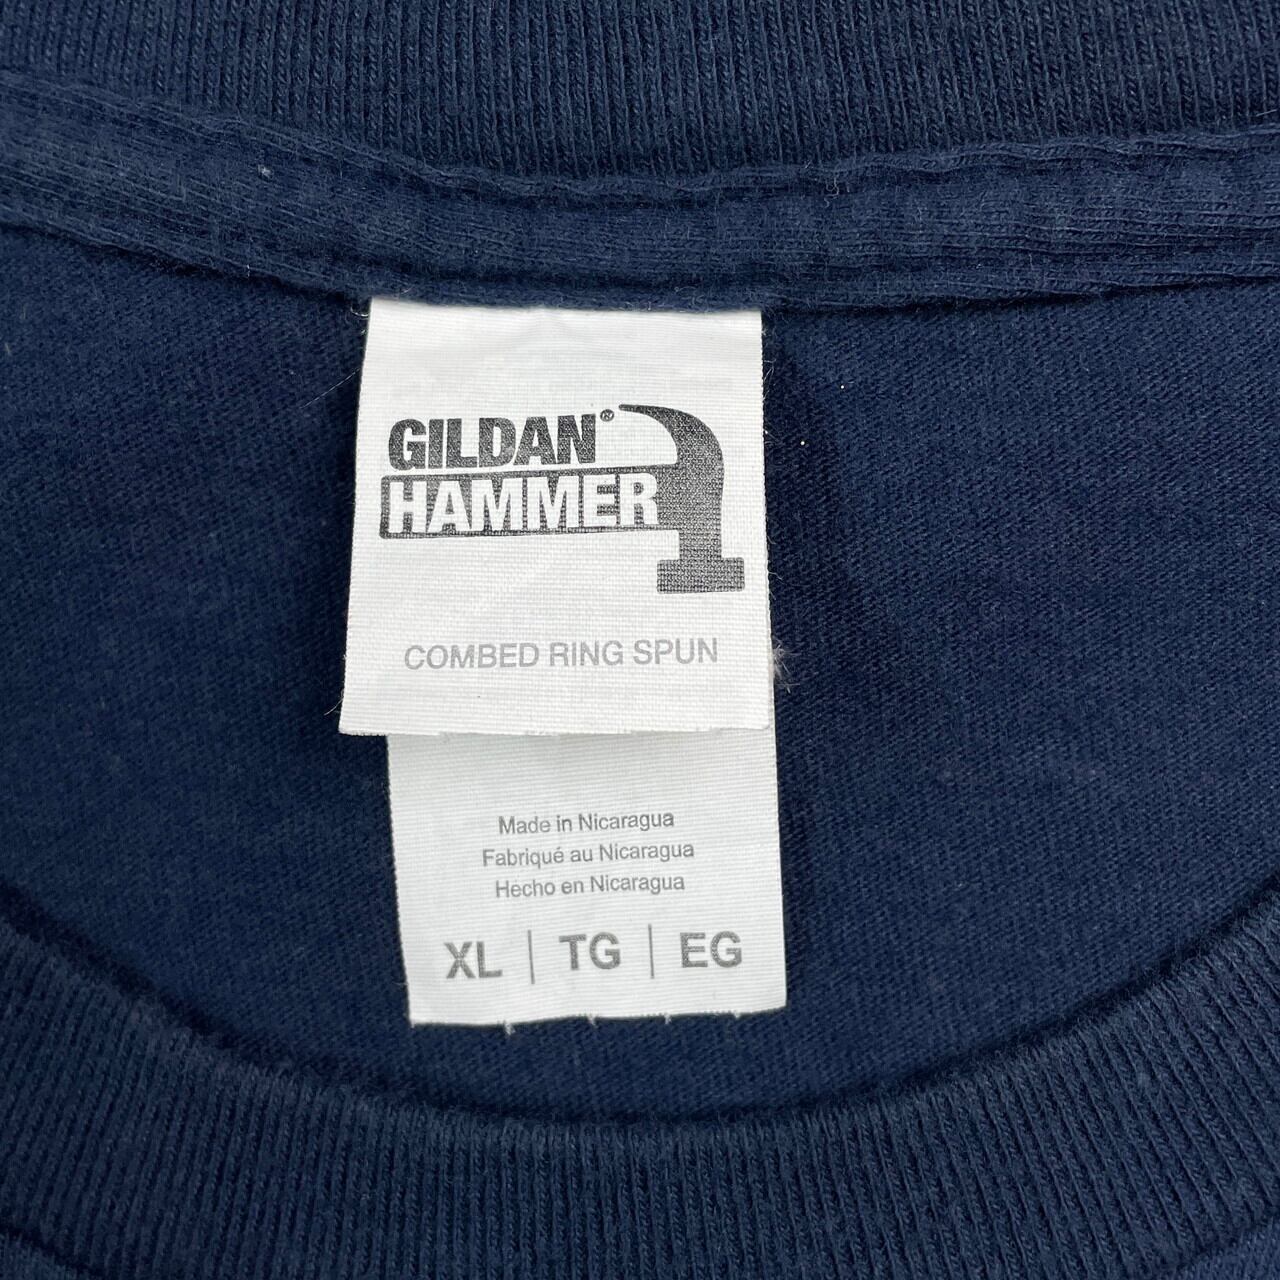 GILDAN®
HAMMER
COMBED RING SPUN
Made in Nicaragua
Fabriqué au Nicaragua
Hecho en Nicaragua
XL | TG | EG